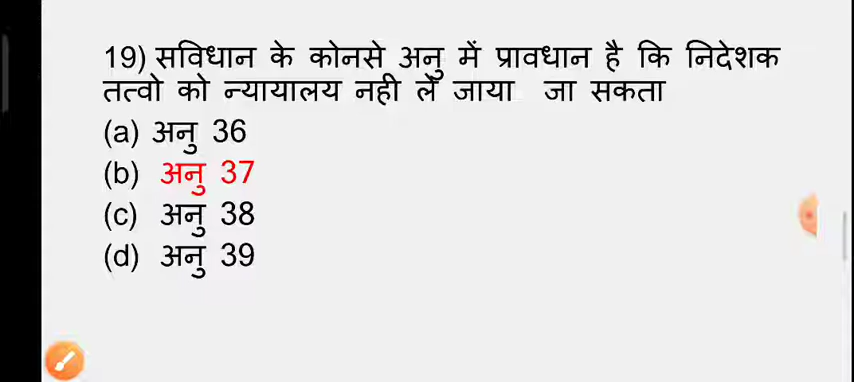 19) सविधान के कोनसे अनु में प्रावधान है कि निदेशक
तत्वो को न्यायालय नही ले जाया जा सकता
(a) अनु 36
(b) अनु 37
(c) अनु 38
(d) अनु 39